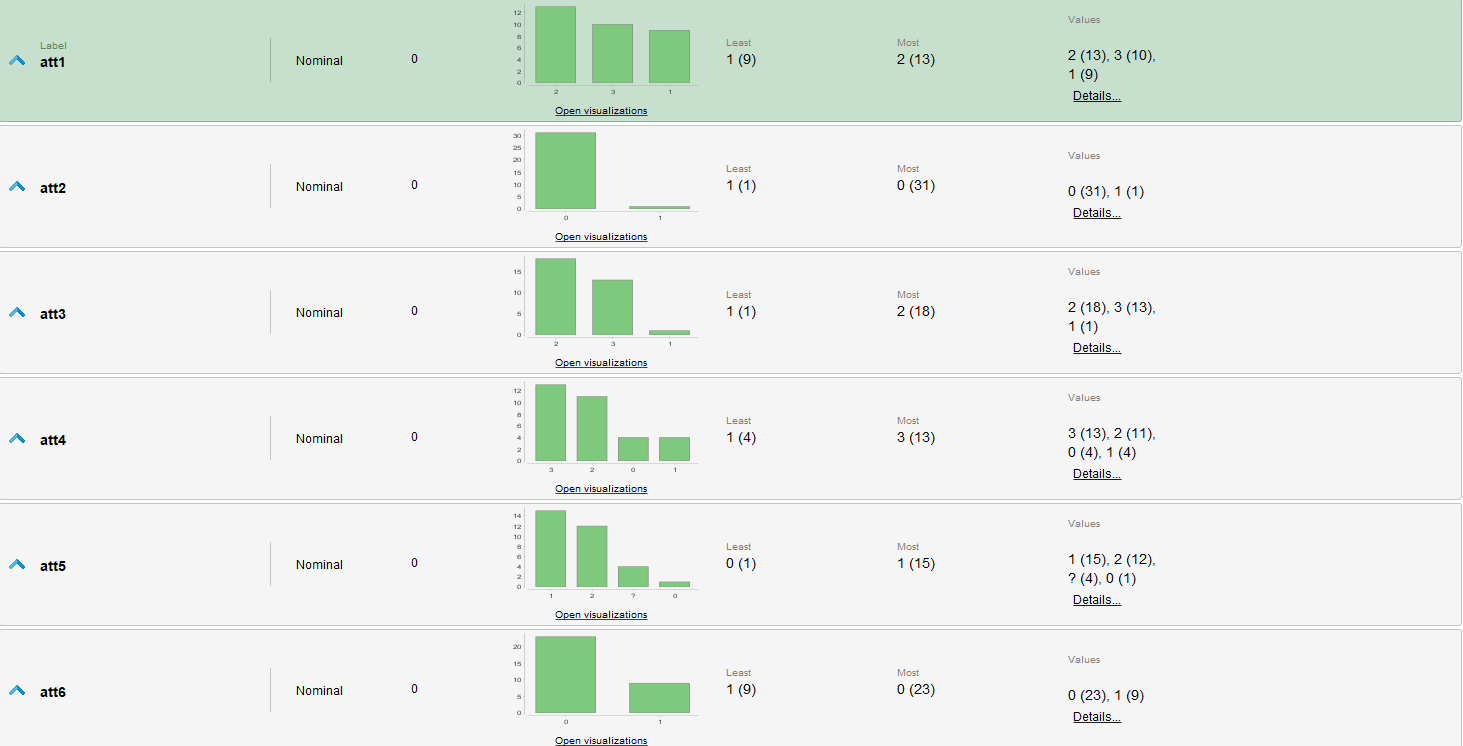 Label
att1
Nominal
0
12
10
8
6
4
2
0
2 3 1
Open visualizations
Least
1 (9)
Most
2 (13)
Values
2 (13), 3 (10),
1 (9)
Details...
att2
Nominal
0
30
25
20
15
10
5
0
0 1
Open visualizations
Least
1 (1)
Most
0 (31)
Values
0 (31), 1 (1)
Details...
att3
Nominal
0
15
10
5
0
2 3 1
Open visualizations
Least
1 (1)
Most
2 (18)
Values
2 (18), 3 (13),
1 (1)
Details...
att4
Nominal
0
12
10
8
6
4
2
0
3 2 0 1
Open visualizations
Least
1 (4)
Most
3 (13)
Values
3 (13), 2 (11),
0 (4), 1 (4)
Details...
att5
Nominal
0
14
12
10
8
6
4
2
0
1 2 ? 0
Open visualizations
Least
0 (1)
Most
1 (15)
Values
1 (15), 2 (12),
? (4), 0 (1)
Details...
att6
Nominal
0
20
15
10
5
0
0 1
Open visualizations
Least
1 (9)
Most
0 (23)
Values
0 (23), 1 (9)
Details...